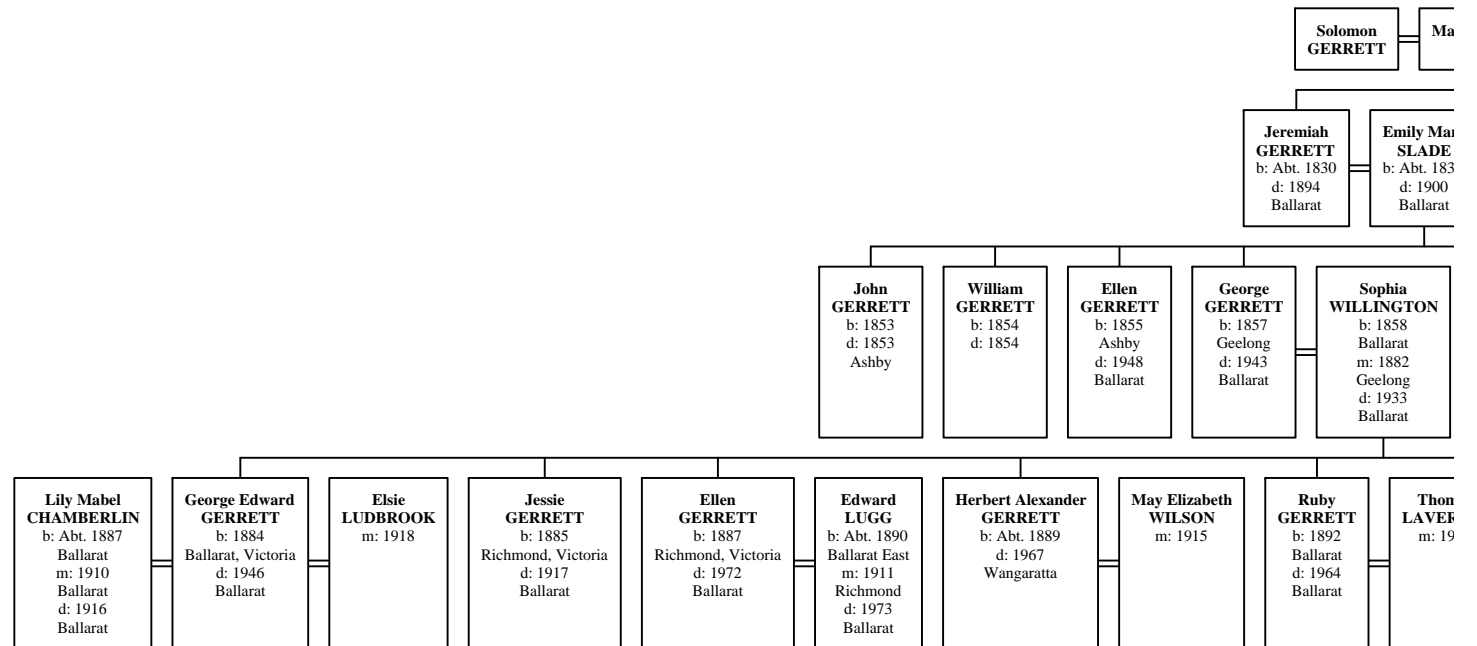 Solomon
GERRETT
Jeremiah
GERRETT
b: Abt. 1830
d: 1894
Ballarat
Emily
SLADE
b: Abt.
d: 1900
Ballarat
John
GERRETT
b: 1853
d: 1853
Ashby
William
GERRETT
b: 1854
d: 1854
Ellen
GERRETT
b: 1855
Ashby
d: 1948
Ballarat
George
GERRETT
b: 1857
Geelong
d: 1943
Ballarat
Sophia
WILLINGTON
b: 1858
Ballarat
m: 1882
Geelong
d: 1933
Ballarat
Lily Mabel
CHAMBERLIN
b: Abt. 1887
Ballarat
m: 1910
Ballarat
d: 1916
Ballarat
George Edward
GERRETT
b: 1884
Ballarat, Victoria
d: 1946
Ballarat
Elsie
LUDBROOK
m: 1918
Jessie
GERRETT
b: 1885
Richmond, Victoria
d: 1917
Ballarat
Ellen
GERRETT
b: 1887
Richmond, Victoria
d: 1972
Ballarat
Edward
LUGG
b: Abt. 1890
Ballarat East
m: 1911
Richmond
d: 1973
Ballarat
Herbert Alexander
GERRETT
b: Abt. 1889
d: 1967
Wangaratta
May Elizabeth
WILSON
m: 1915
Ruby
GERRETT
b: 1892
Ballarat
d: 1964
Ballarat
m: